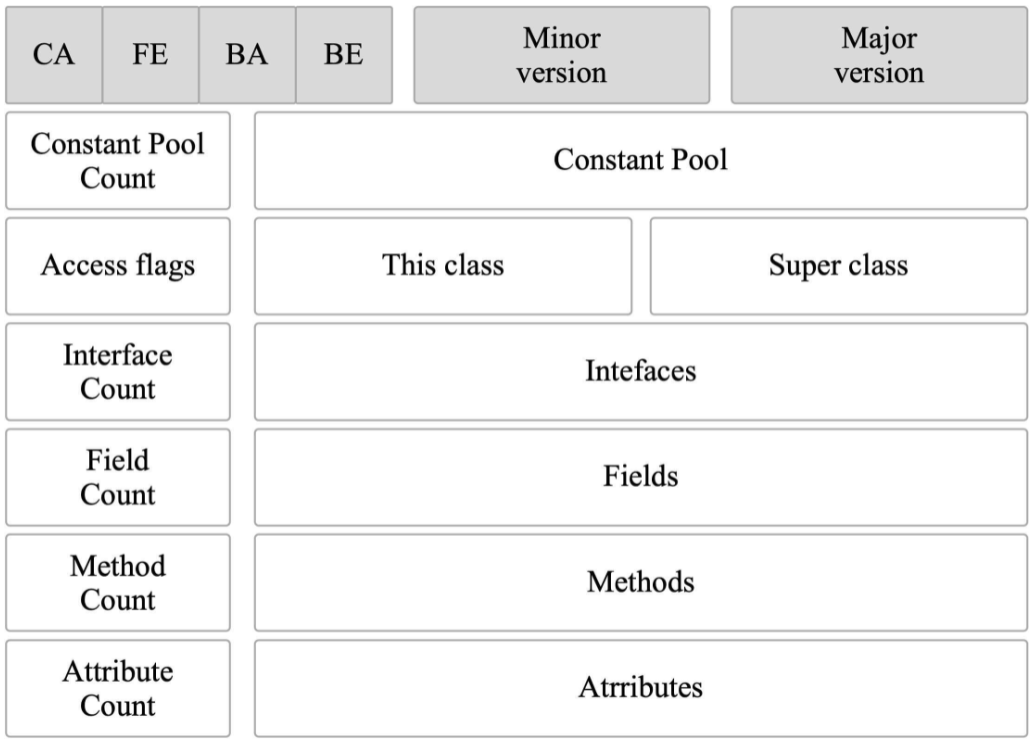 CA FE BA BE
Minor
version
Major
version
Constant Pool
Count
Constant Pool
Access flags
This class
Super class
Interface
Count
Intefaces
Field
Count
Fields
Method
Count
Methods
Attribute
Count
Atrributes